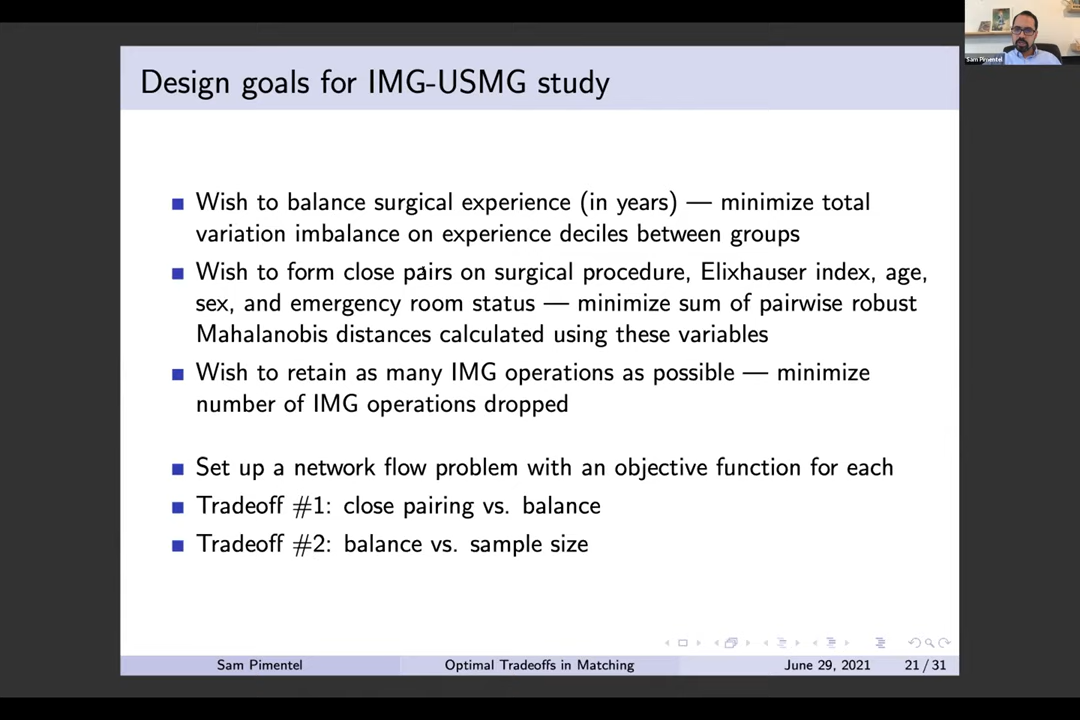 Sam Pimentel
Design goals for IMG-USMG study
Wish to balance surgical experience (in years) — minimize total
variation imbalance on experience deciles between groups
Wish to form close pairs on surgical procedure, Elixhauser index, age,
sex, and emergency room status — minimize sum of pairwise robust
Mahalanobis distances calculated using these variables
Wish to retain as many IMG operations as possible — minimize
number of IMG operations dropped
Set up a network flow problem with an objective function for each
Tradeoff #1: close pairing vs. balance
Tradeoff #2: balance vs. sample size
Sam Pimentel Optimal Tradeoffs in Matching June 29, 2021 21 / 31